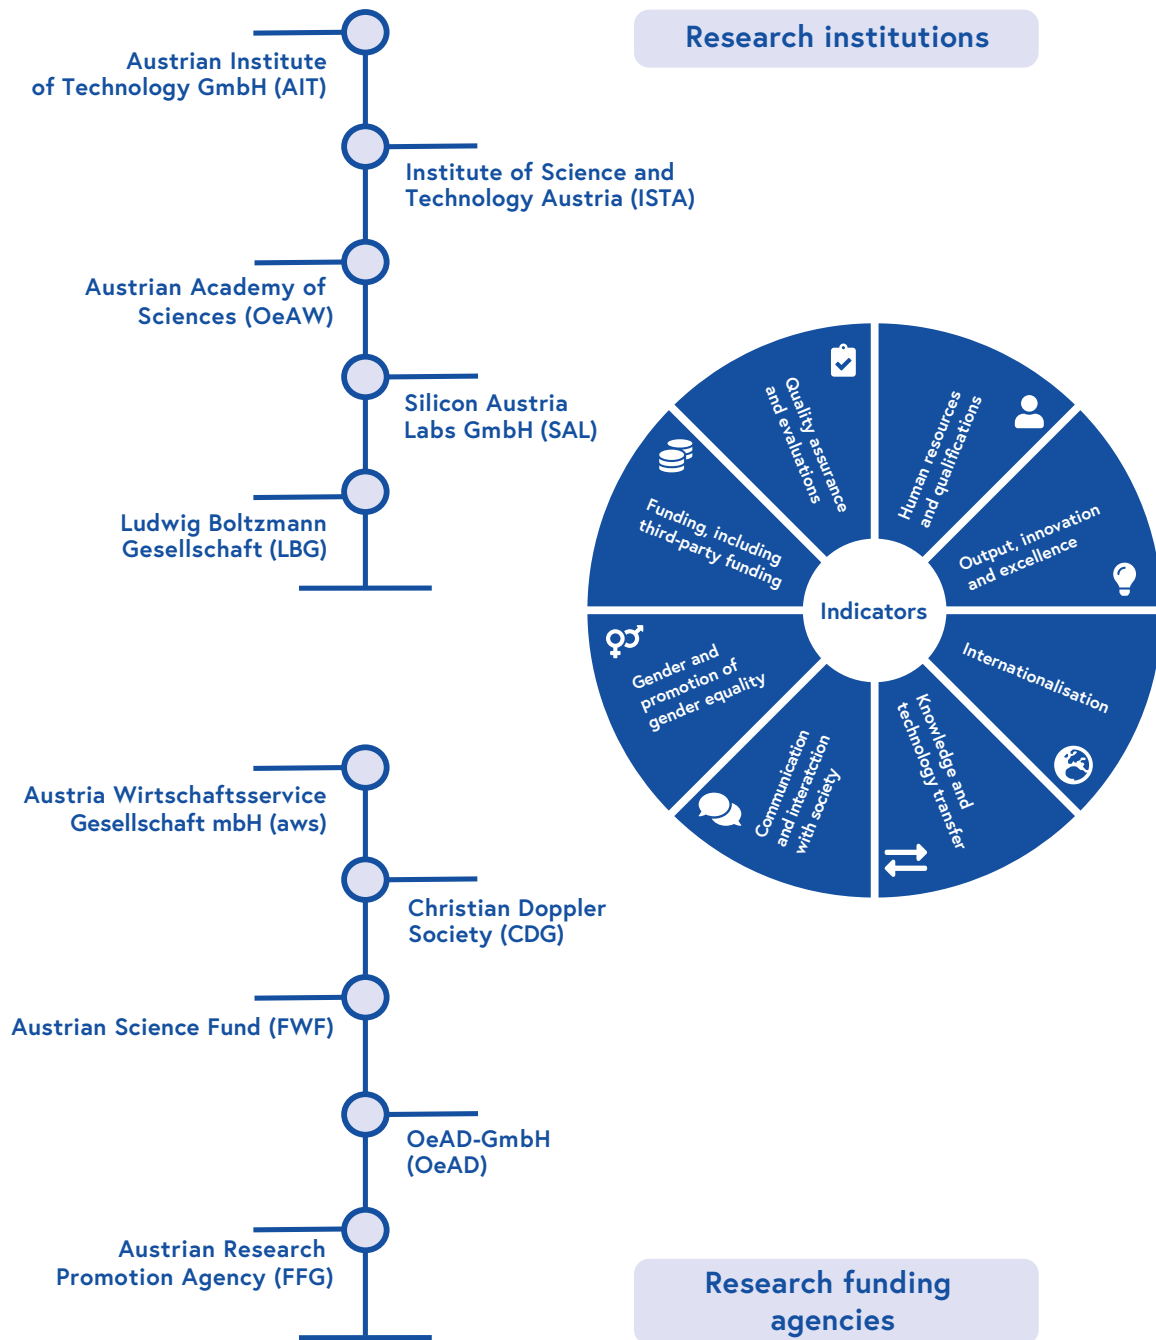 Research institutions
Austrian Institute
of Technology GmbH (AIT)
Institute of Science and
Technology Austria (ISTA)
Austrian Academy of
Sciences (OeAW)
Silicon Austria
Labs GmbH (SAL)
Ludwig Boltzmann
Gesellschaft (LBG)
Quality assurance
and evaluations
Human resources
and qualifications
Output, innovation
and excellence
Internationalisation
Knowledge and
technology transfer
Communication
and interatction
with society
Gender and
promotion of
gender equality
Funding, including
third-party funding
Indicators
Austria Wirtschaftsservice
Gesellschaft mbH (aws)
Christian Doppler
Society (CDG)
Austrian Science Fund (FWF)
OeAD-GmbH
(OeAD)
Austrian Research
Promotion Agency (FFG)
Research funding
agencies